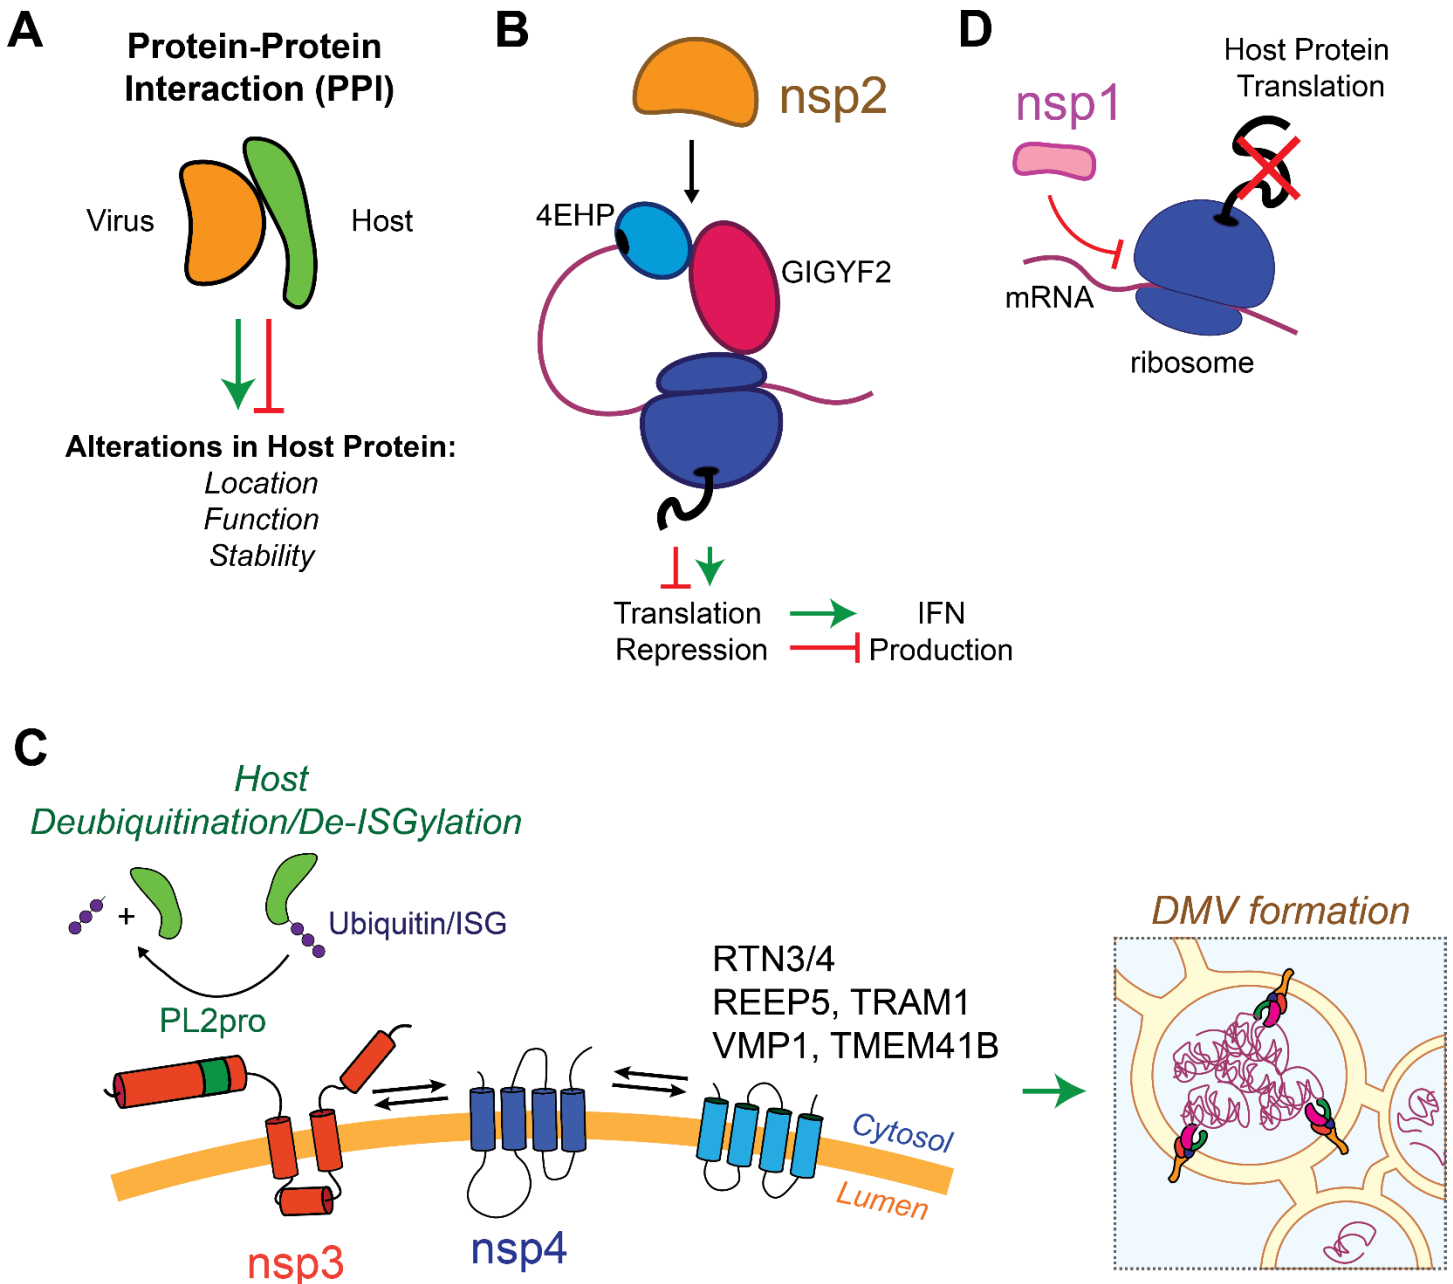 A
Protein-Protein
Interaction (PPI)
Virus
Host
Alterations in Host Protein:
Location
Function
Stability
B
nsp2
4EHP
GIGYF2
Translation
Repression
IFN
Production
D
nsp1
Host Protein
Translation
mRNA
ribosome
C
Host
Deubiquitination/De-ISGylation
+
Ubiquitin/ISG
PL2pro
RTN3/4
REEP5, TRAM1
VMP1, TMEM41B
Cytosol
Lumen
nsp3
nsp4
DMV formation